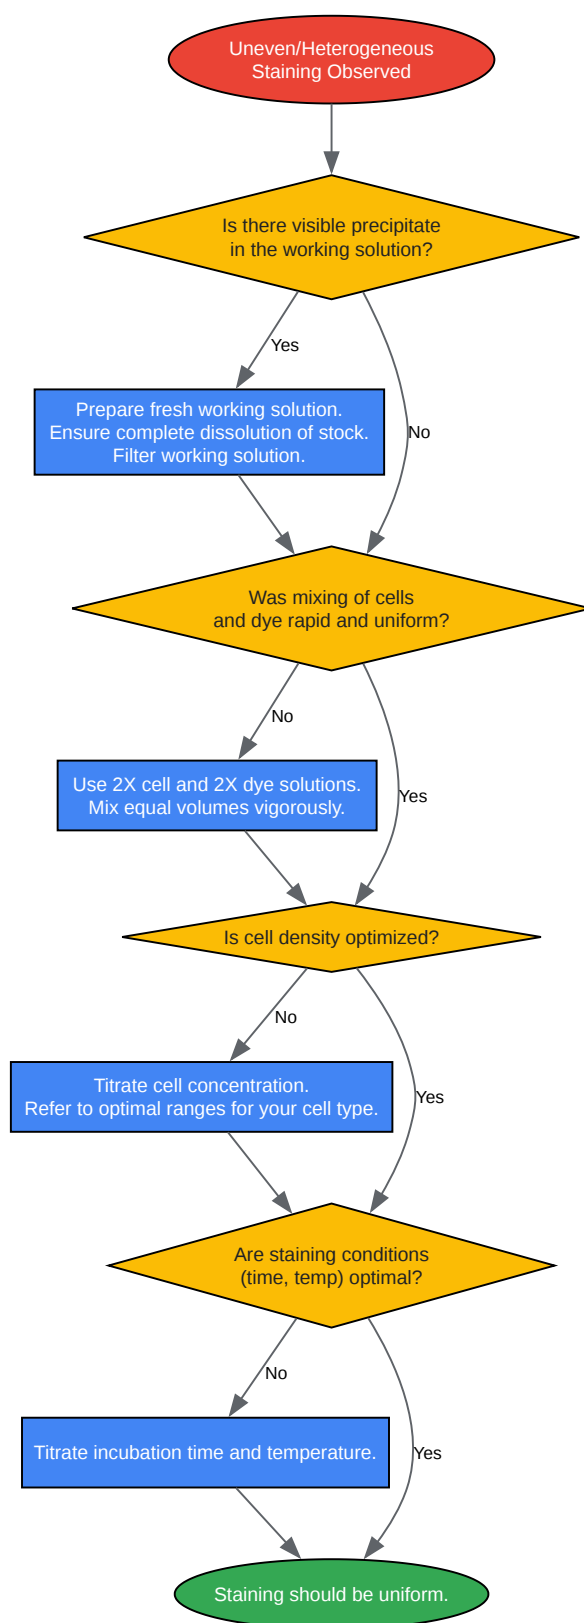 Uneven/Heterogeneous
Staining Observed
Is there visible precipitate
in the working solution?
Yes
Prepare fresh working solution.
Ensure complete dissolution of stock.
Filter working solution.
No
Was mixing of cells
and dye rapid and uniform?
No
Use 2X cell and 2X dye solutions.
Mix equal volumes vigorously.
Yes
Is cell density optimized?
No
Titrate cell concentration.
Refer to optimal ranges for your cell type.
Yes
Are staining conditions
(time, temp) optimal?
No
Titrate incubation time and temperature.
Yes
Staining should be uniform.